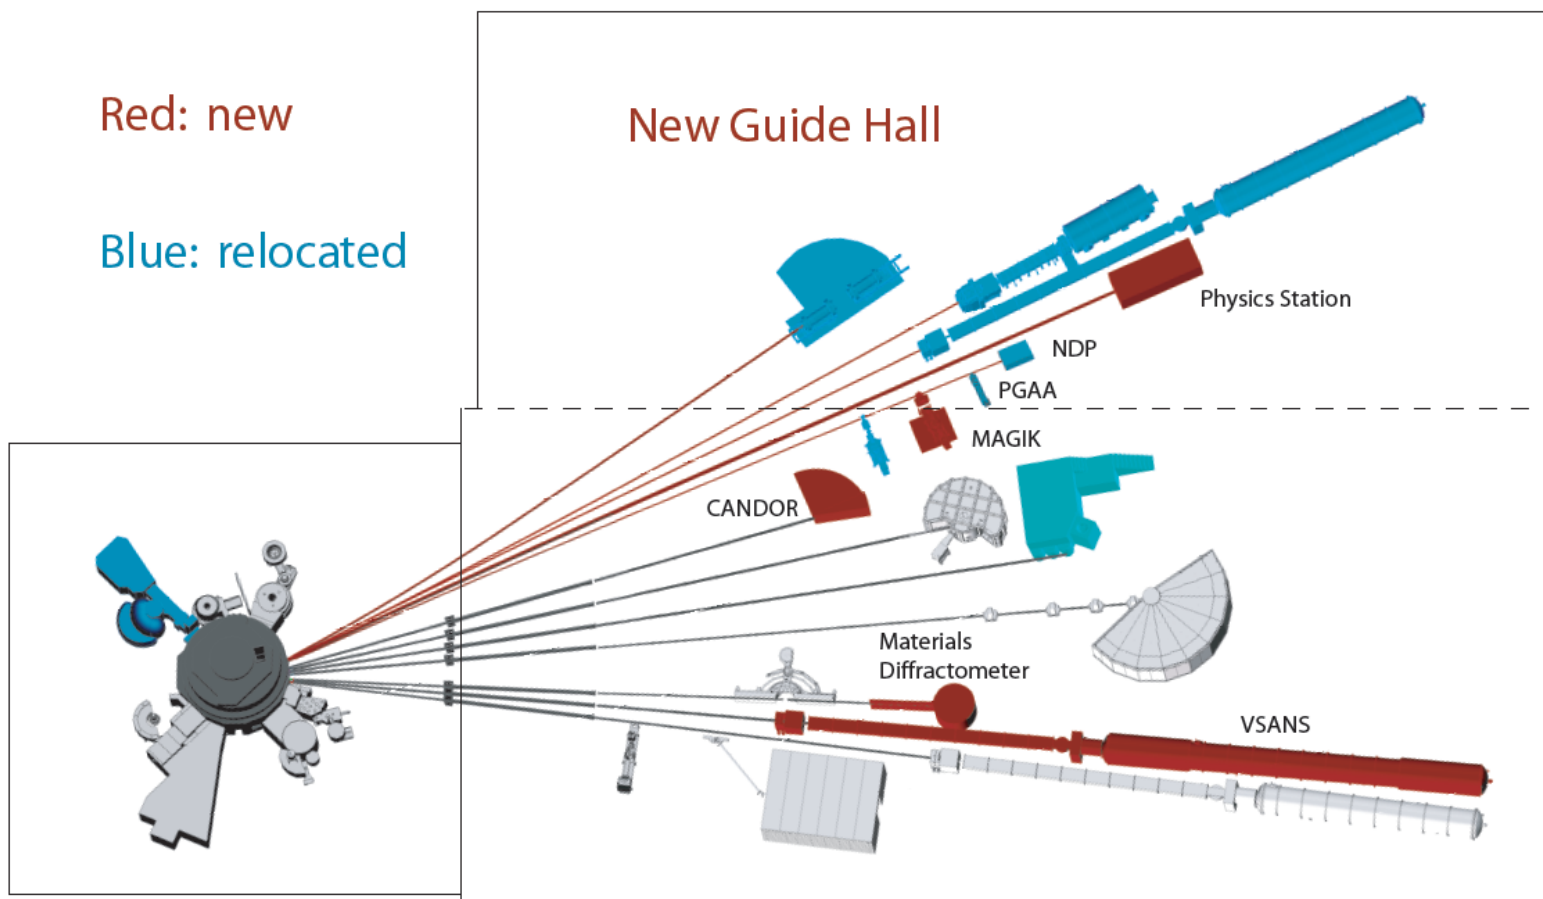 Red: new
New Guide Hall
Blue: relocated
Physics Station
NDP
PGAA
MAGIK
CANDOR
Materials
Diffractometer
VSANS